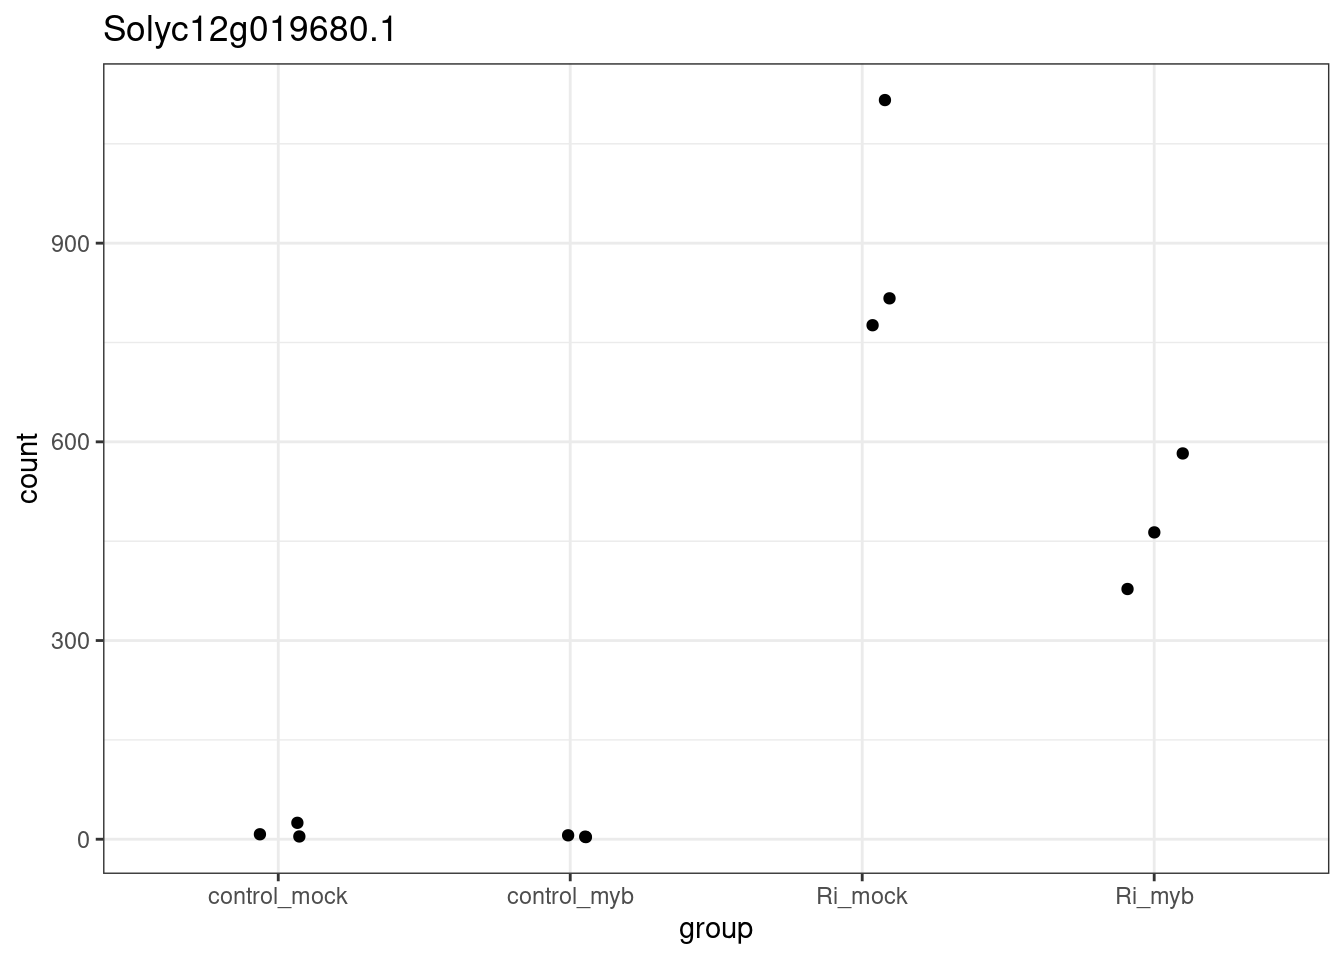 Solyc12g019680.1
900
600
300
0
count
control_mock
control_myb
Ri_mock
Ri_myb
group